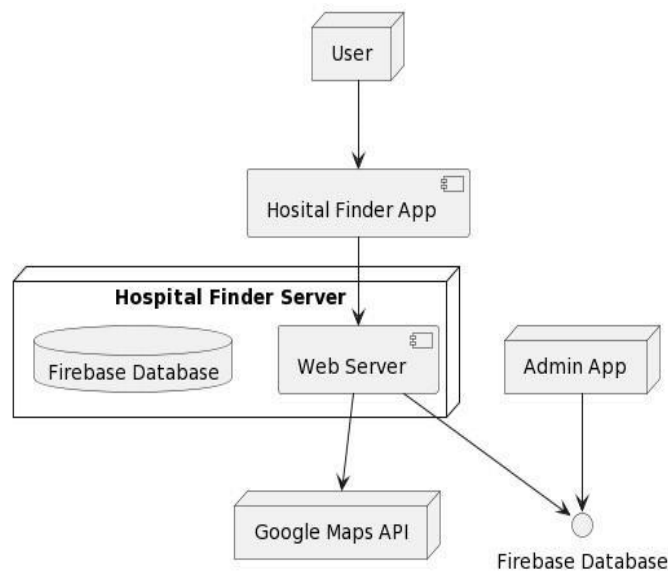 User
Hosital Finder App
Hospital Finder Server
Firebase Database
Web Server
Admin App
Google Maps API
Firebase Database